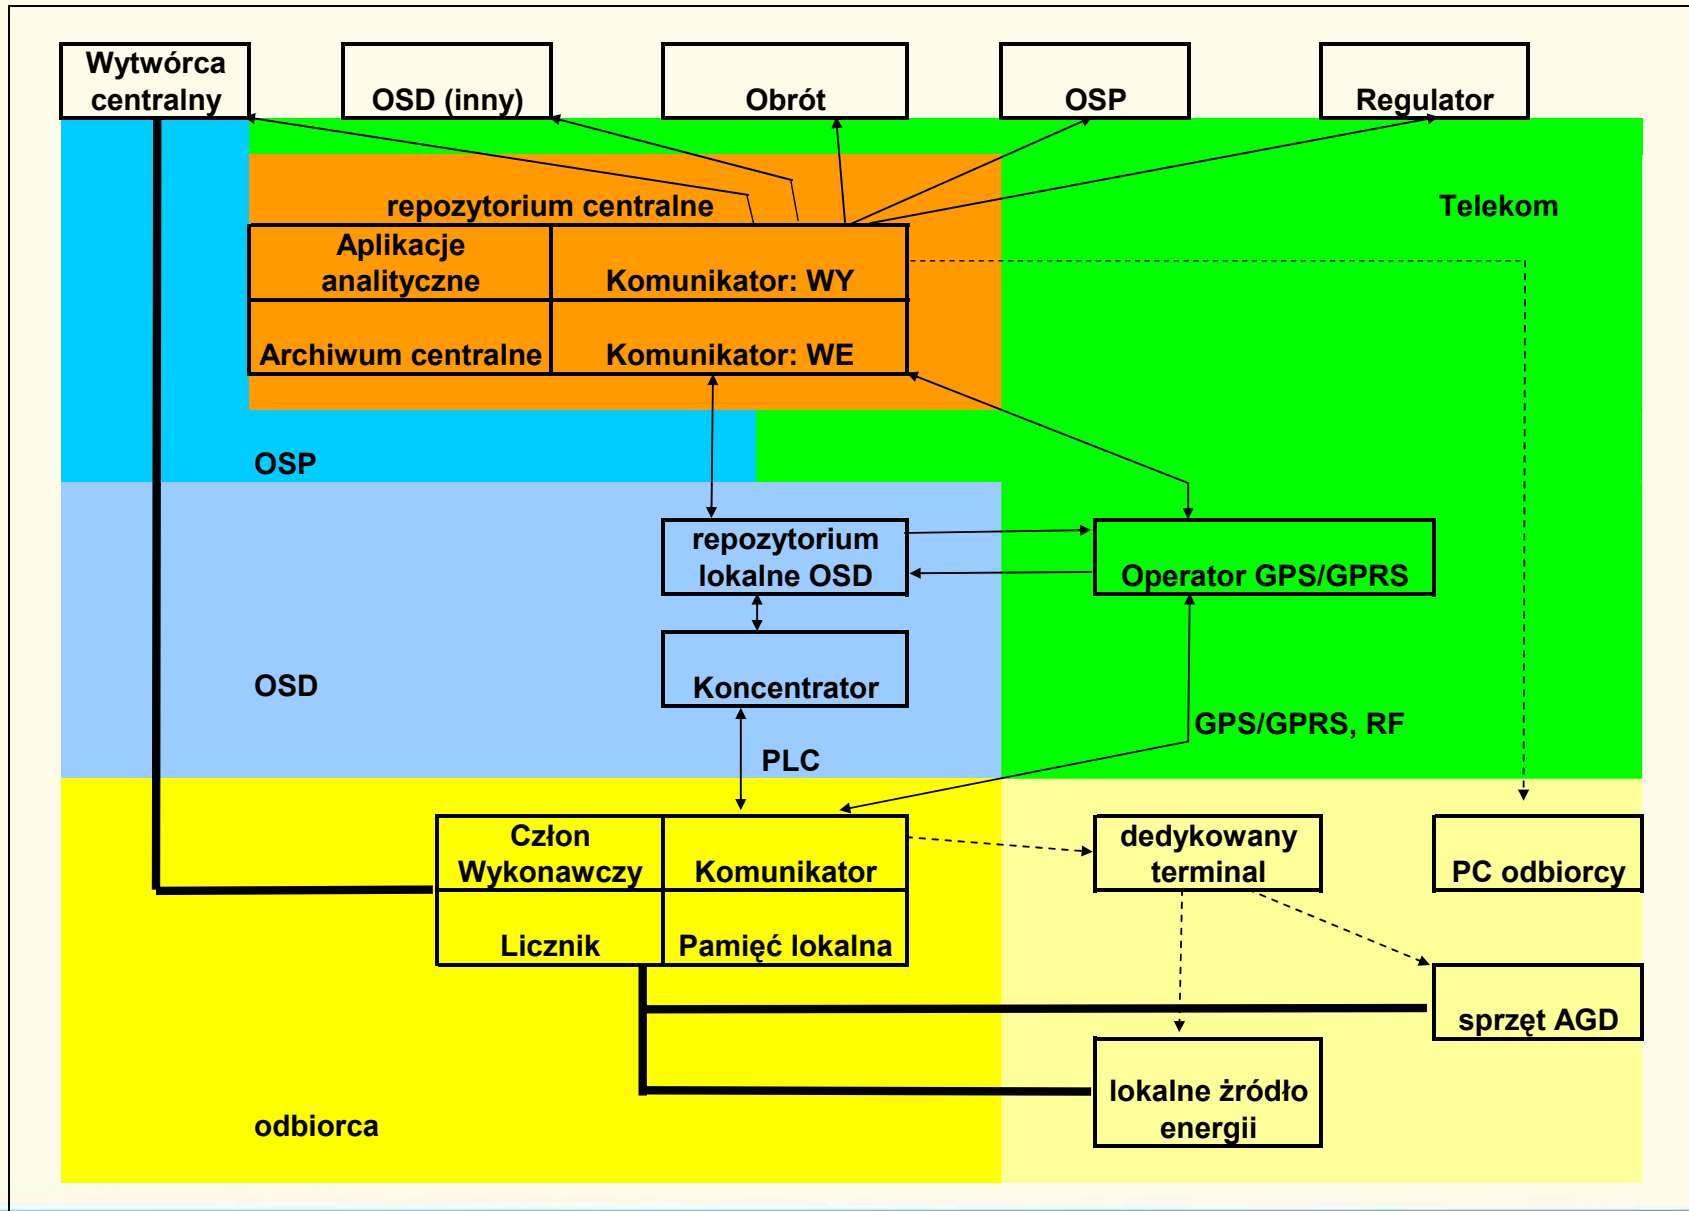 Wytwórca
centralny
OSD (inny)
Obrót
OSP
Regulator
repozytorium centralne
Telekom
Aplikacje
analityczne
Komunikator: WY
Archiwum centralne
Komunikator: WE
OSP
repozytorium
lokalne OSD
Operator GPS/GPRS
OSD
Koncentrator
GPS/GPRS, RF
PLC
Człon
Wykonawczy
Komunikator
dedykowany
terminal
PC odbiorcy
Licznik
Pamięć lokalna
sprzęt AGD
lokalne żródło
energii
odbiorca